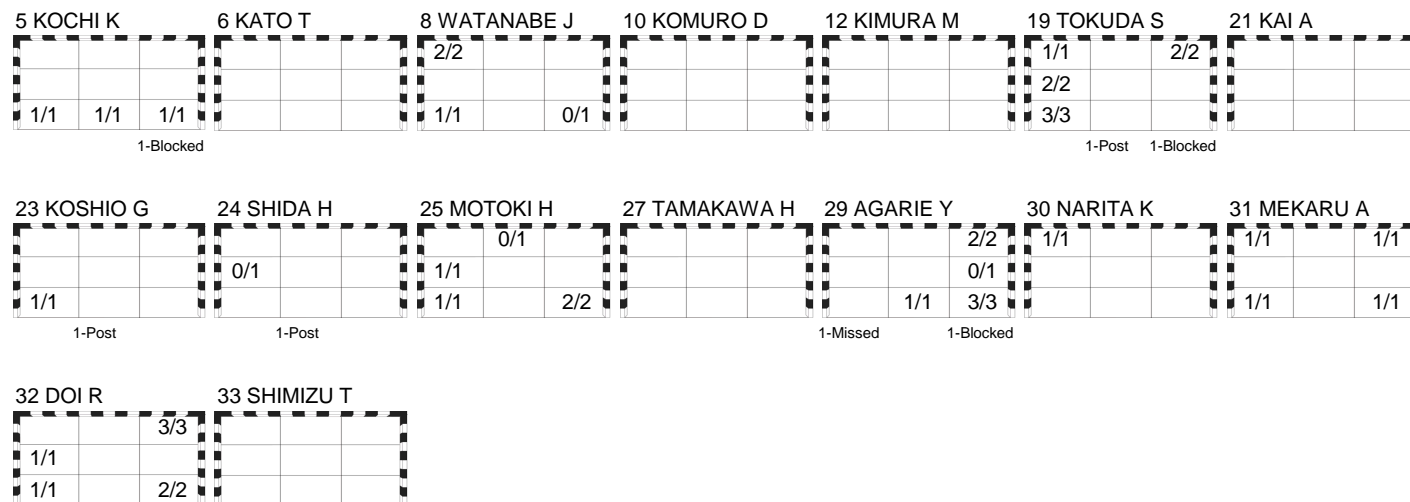 5 KOCHI K 6 KATO T 8 WATANABE J 10 KOMURO D 12 KIMURA M 19 TOKUDA S 21 KAI A
2/2 1/1 2/2
2/2
1/1 1/1 1/1 1/1 0/1 3/3
1-Blocked 1-Post 1-Blocked
23 KOSHIO G 24 SHIDA H 25 MOTOKI H 27 TAMAKAWA H 29 AGARIE Y 30 NARITA K 31 MEKARU A
0/1 2/2 1/1 1/1 1/1
0/1 1/1 0/1
1/1 1/1 2/2 1/1 3/3 1/1 1/1
1-Post 1-Post 1-Missed 1-Blocked
32 DOI R 33 SHIMIZU T
3/3
1/1
1/1 2/2